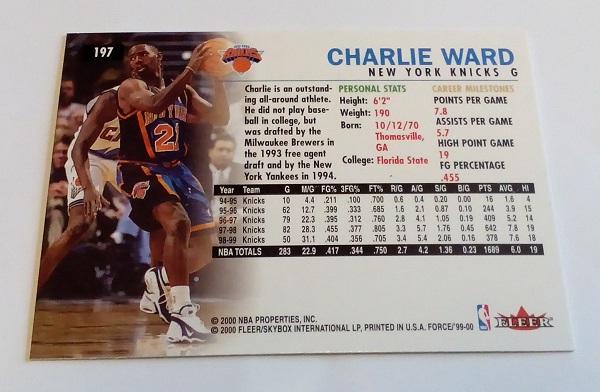 197
NEW YORK
KNICKS
CHARLIE WARD
NEW YORK KNICKS G
Charlie is an outstand-
ing all-around athlete.
He did not play base-
ball in college, but
was drafted by the
Milwaukee Brewers in
the 1993 free agent
draft and by the New
York Yankees in 1994.
PERSONAL STATS
Height: 6'2"
Weight: 190
Born: 10/12/70
Thomasville,
GA
College: Florida State
CAREER MILESTONES
POINTS PER GAME
7.8
ASSISTS PER GAME
5.7
HIGH POINT GAME
19
FG PERCENTAGE
.455
21
Year Team G M/G FG% 3FG% FT% R/G A/G S/G B/G PTS AVG HI
94-95 Knicks 10 4.4 .211 .100 .700 0.6 0.4 0.20 0.00 16 1.6 4
95-96 Knicks 62 12.7 .399 .333 .685 1.6 2.1 0.87 0.10 244 3.9 15
96-97 Knicks 79 22.3 .395 .312 .760 2.8 4.1 1.05 0.19 409 5.2 14
97-98 Knicks 82 28.3 .455 .377 .805 3.3 5.7 1.76 0.45 642 7.8 19
98-99 Knicks 50 31.1 .404 .356 .705 3.4 5.4 2.06 0.16 378 7.6 18
NBA TOTALS 283 22.9 .417 .344 .750 2.7 4.2 1.36 0.23 1689 6.0 19
© 2000 NBA PROPERTIES, INC.
© 2000 FLEER/SKYBOX INTERNATIONAL LP, PRINTED IN U.S.A. FORCE/'99-00
FLEER